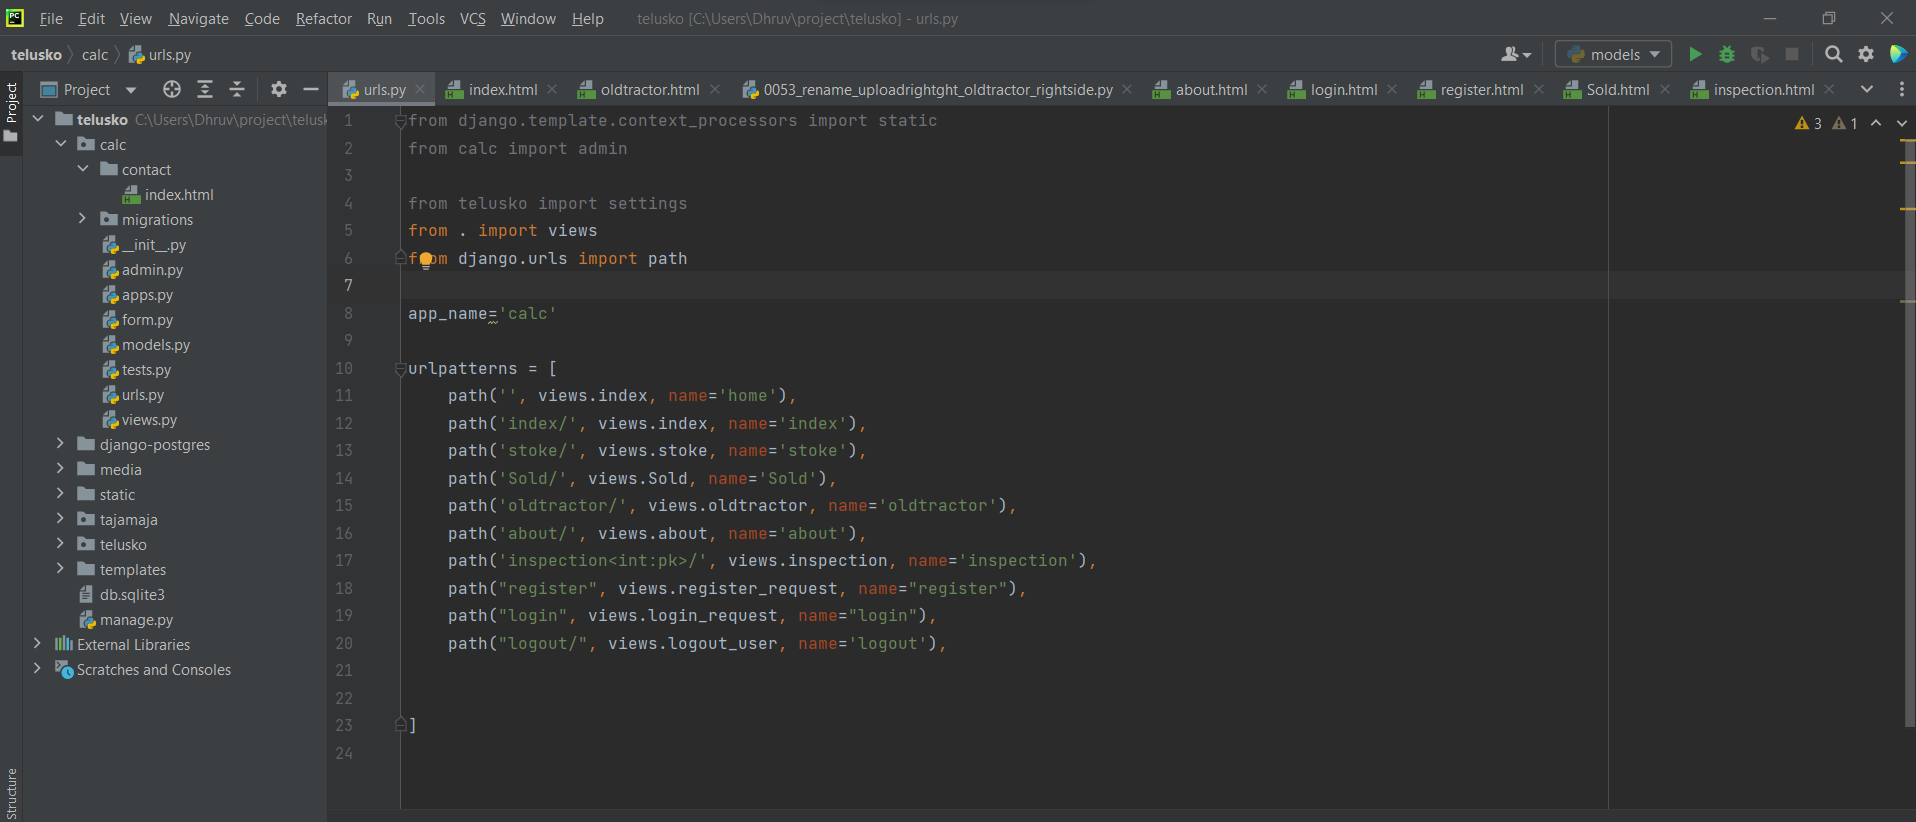 PC File Edit View Navigate Code Refactor Run Tools VCS Window Help telusko [C:\Users\Dhruv\project\telusko] - urls.py
telusko calc urls.py models
Project
Project
urls.py index.html oldtractor.html 0053_rename_uploadrightght_oldtractor_rightside.py about.html login.html register.html Sold.html inspection.html
telusko C:\Users\Dhruv\project\telusk
calc
contact
index.html
migrations
__init__.py
admin.py
apps.py
form.py
models.py
tests.py
urls.py
views.py
django-postgres
media
static
tajamaja
telusko
templates
db.sqlite3
manage.py
External Libraries
Scratches and Consoles
Structure
3 1
1 from django.template.context_processors import static
2 from calc import admin
3
4 from telusko import settings
5 from . import views
6 from django.urls import path
7
8 app_name='calc'
9
10 urlpatterns = [
11 path('', views.index, name='home'),
12 path('index/', views.index, name='index'),
13 path('stoke/', views.stoke, name='stoke'),
14 path('Sold/', views.Sold, name='Sold'),
15 path('oldtractor/', views.oldtractor, name='oldtractor'),
16 path('about/', views.about, name='about'),
17 path('inspection<int:pk>/', views.inspection, name='inspection'),
18 path("register", views.register_request, name="register"),
19 path("login", views.login_request, name="login"),
20 path("logout/", views.logout_user, name='logout'),
21
22
23 ]
24